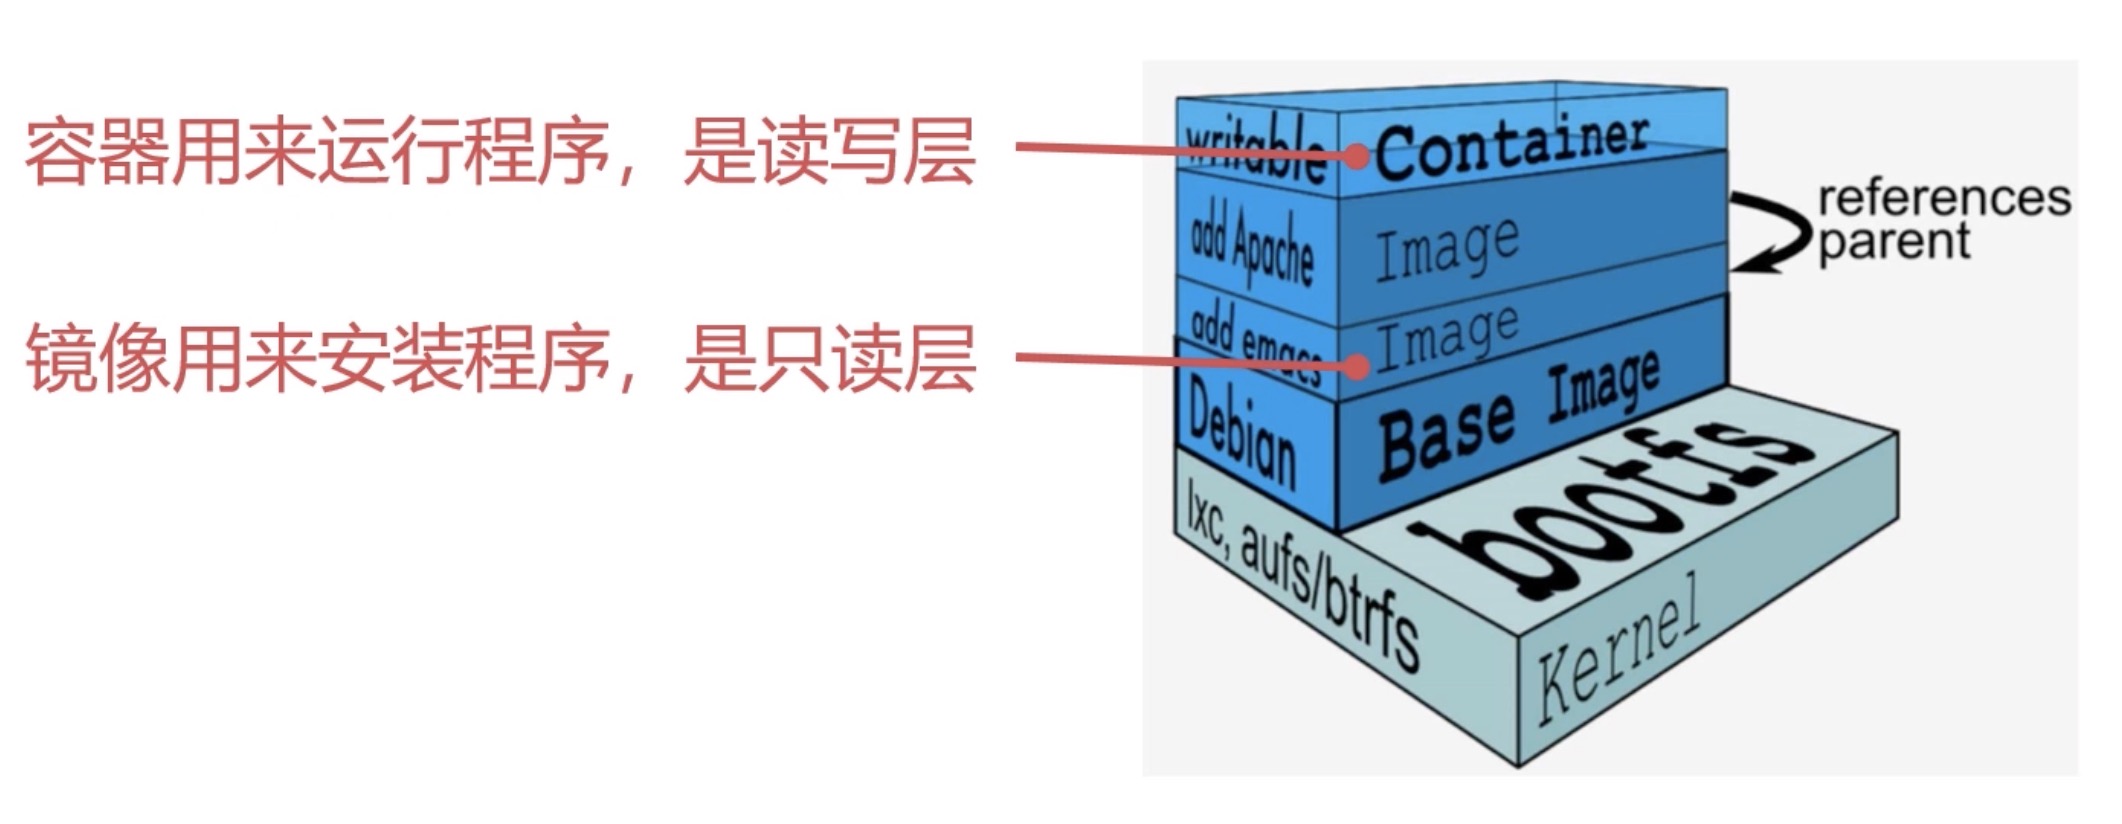 容器用来运行程序，是读写层
镜像用来安装程序，是只读层
writable
Container
add Apache
Image
add emacs
Image
Debian
Base Image
references
parent
bootfs
lxc, aufs/btrfs
Kernel